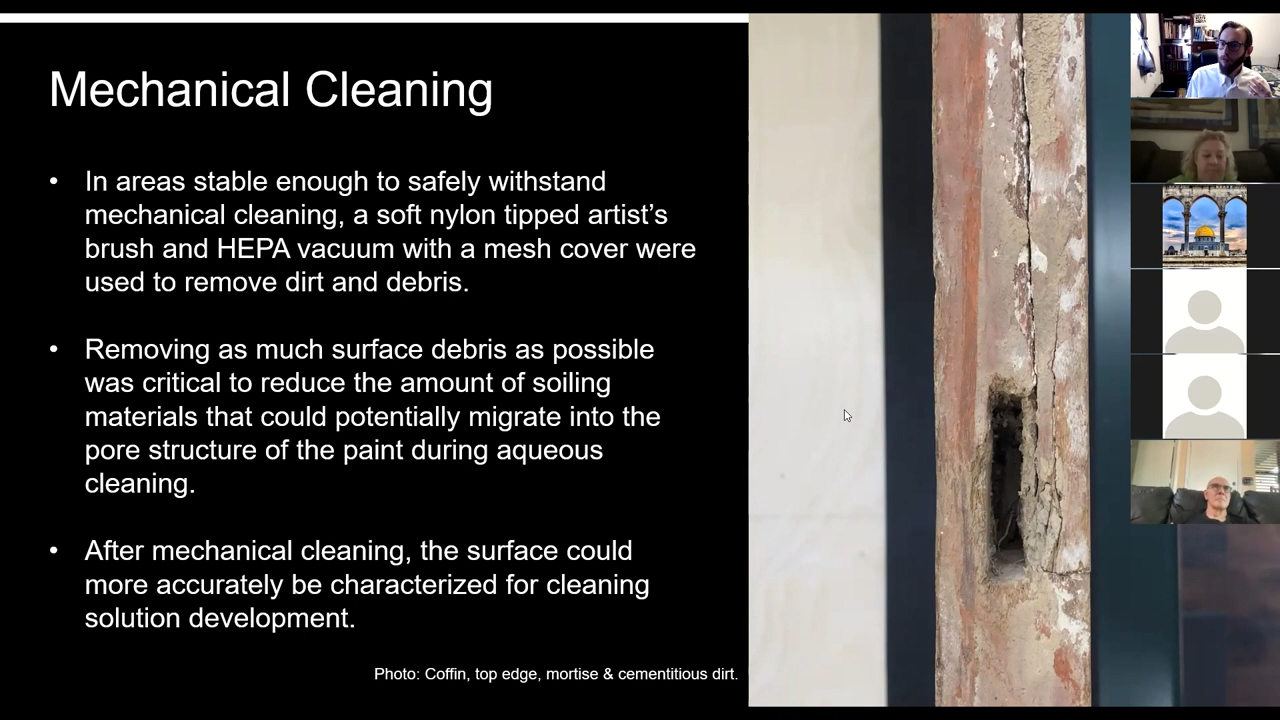 Mechanical Cleaning
• In areas stable enough to safely withstand
mechanical cleaning, a soft nylon tipped artist’s
brush and HEPA vacuum with a mesh cover were
used to remove dirt and debris.
• Removing as much surface debris as possible
was critical to reduce the amount of soiling
materials that could potentially migrate into the
pore structure of the paint during aqueous
cleaning.
• After mechanical cleaning, the surface could
more accurately be characterized for cleaning
solution development.
Photo: Coffin, top edge, mortise & cementitious dirt.